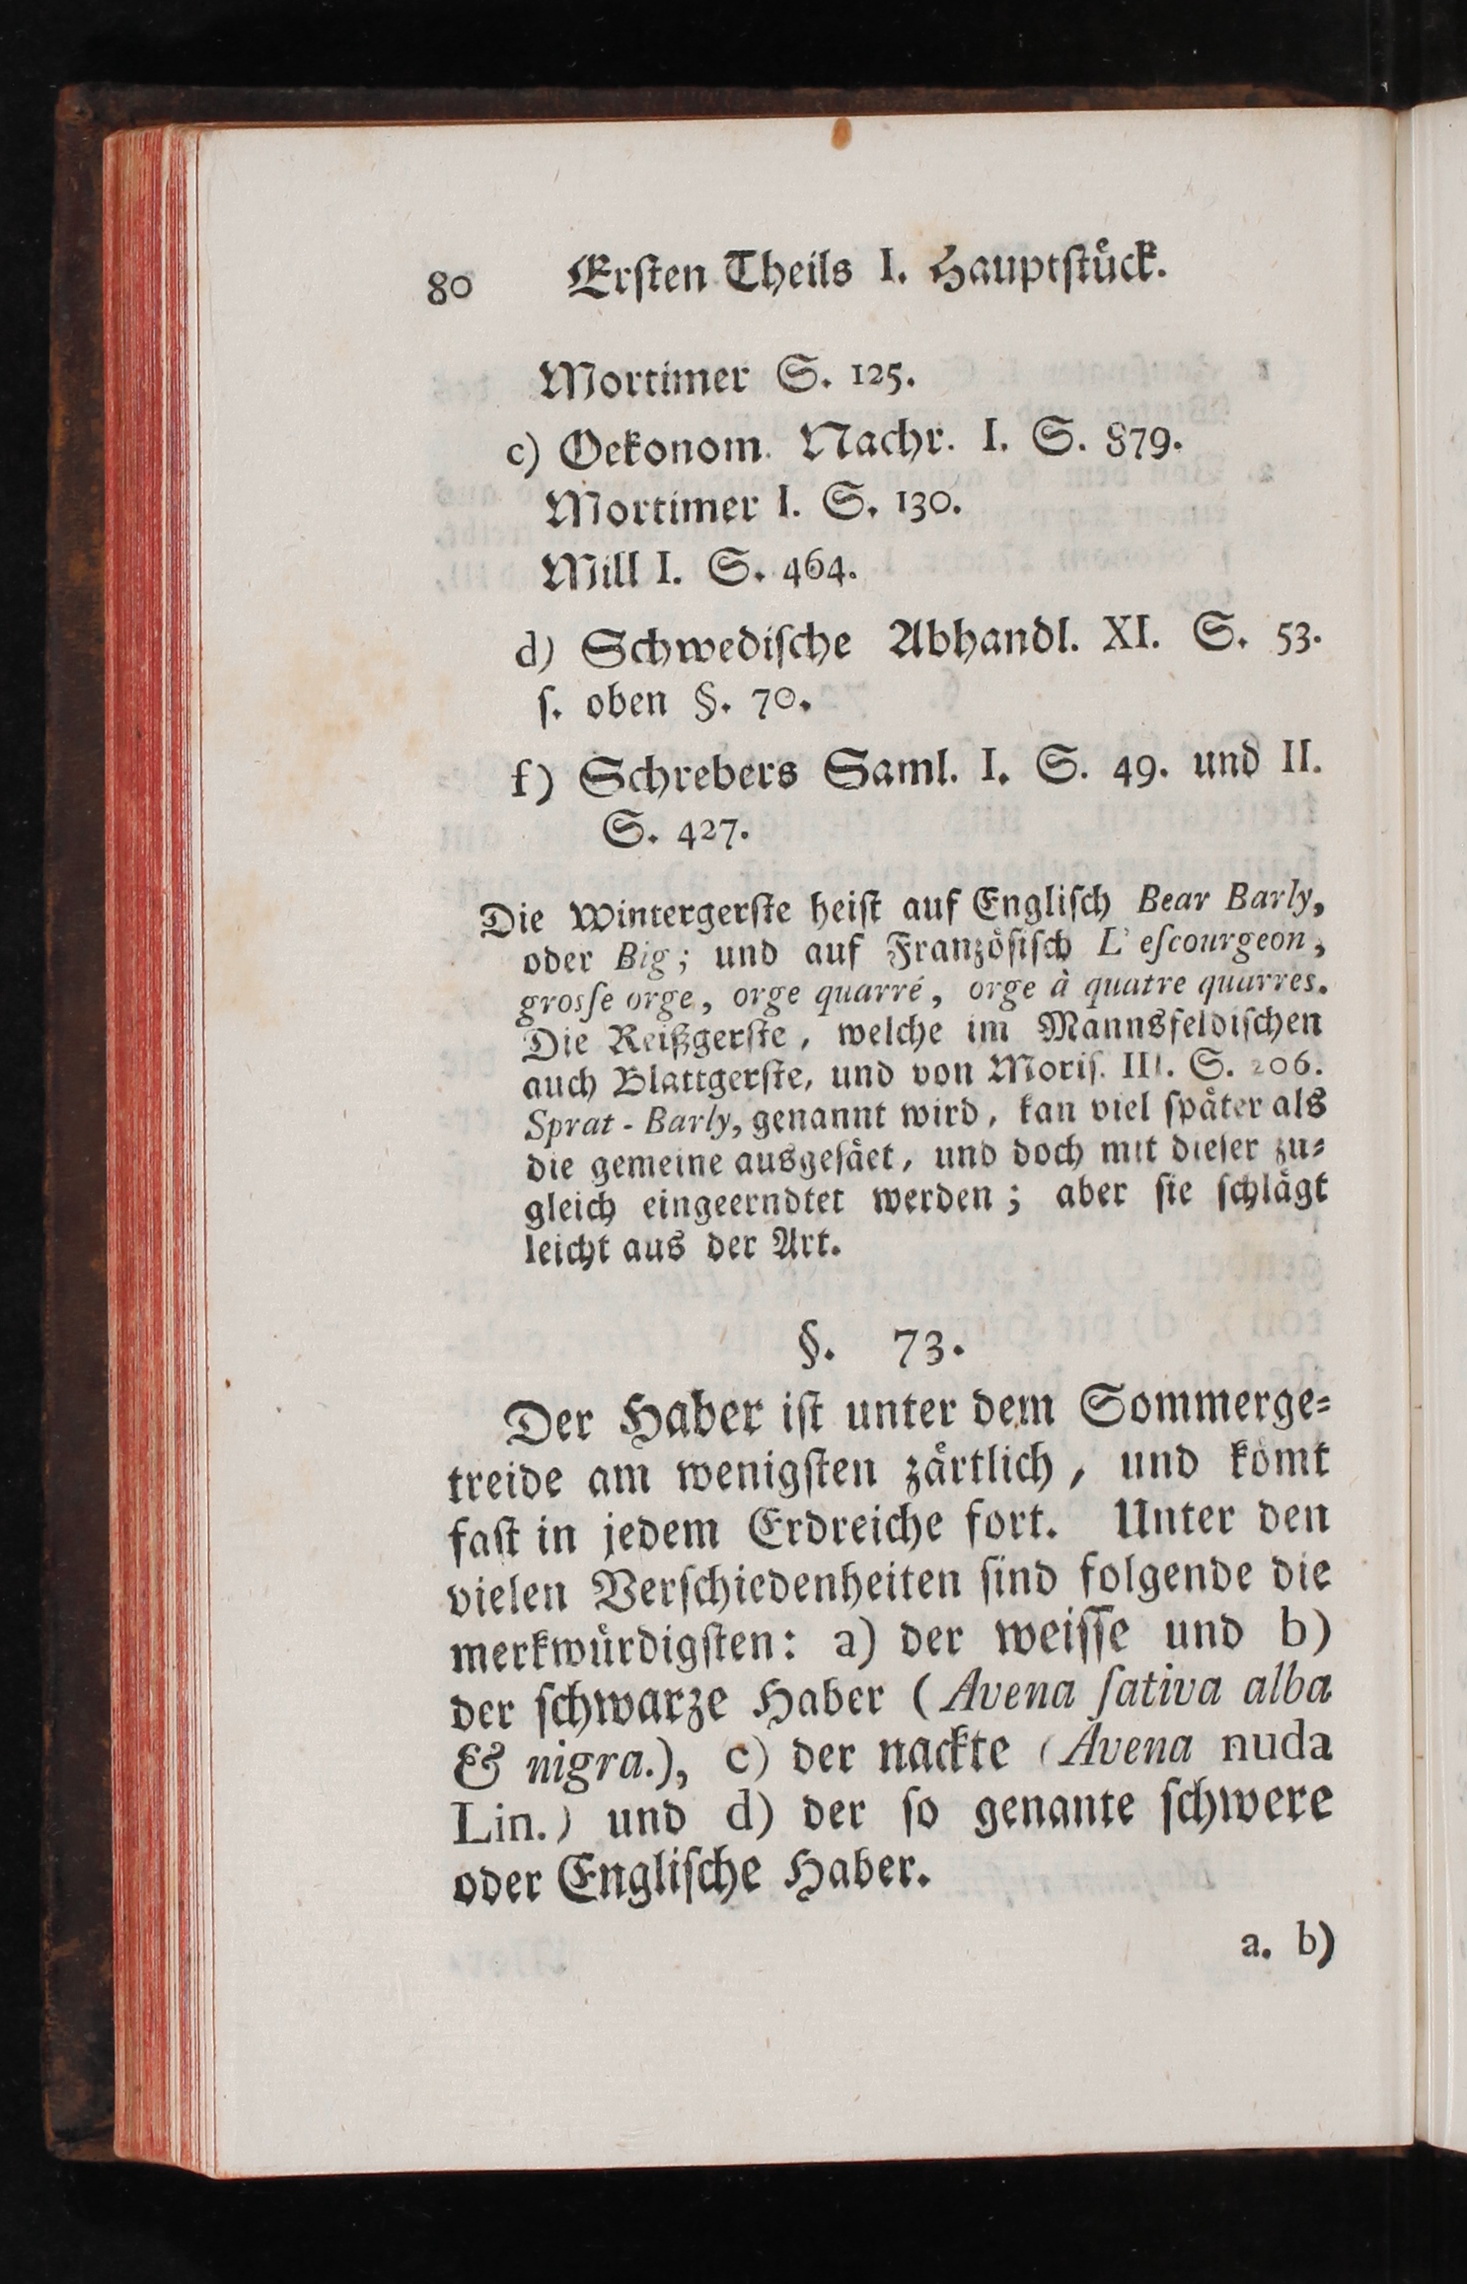 80 Erſten Theils I. Hauptſtück.
Mortimer S. 125.
c) Oekonom. Nachr. I. S. 879.
Mortimer I. S. 130.
Mill I. S. 464.
d) Schwediſche Abhandl. XI. S. 53.
ſ. oben §. 70.
f) Schrebers Saml. I. S. 49. und II.
S. 427.
Die Wintergerſte heiſt auf Engliſch Bear Barly,
oder Big; und auf Franzöſiſch L' eſcourgeon,
grosſe orge, orge quarré, orge à quatre quarres.
Die Reißgerſte, welche im Mannsfeldiſchen
auch Blattgerſte, und von Moriſ. III. S. 206.
Sprat-Barly, genannt wird, kan viel ſpäter als
die gemeine ausgeſäet, und doch mit dieſer zu⸗
gleich eingeerndtet werden; aber ſie ſchlägt
leicht aus der Art.
§. 73.
Der Haber iſt unter dem Sommerge⸗
treide am wenigſten zärtlich, und kömt
faſt in jedem Erdreiche fort. Unter den
vielen Verſchiedenheiten ſind folgende die
merkwürdigſten: a) der weiſſe und b)
der ſchwarze Haber (Avena ſativa alba
& nigra.), c) der nackte (Avena nuda
Lin.) und d) der ſo genante ſchwere
oder Engliſche Haber.
a. b)